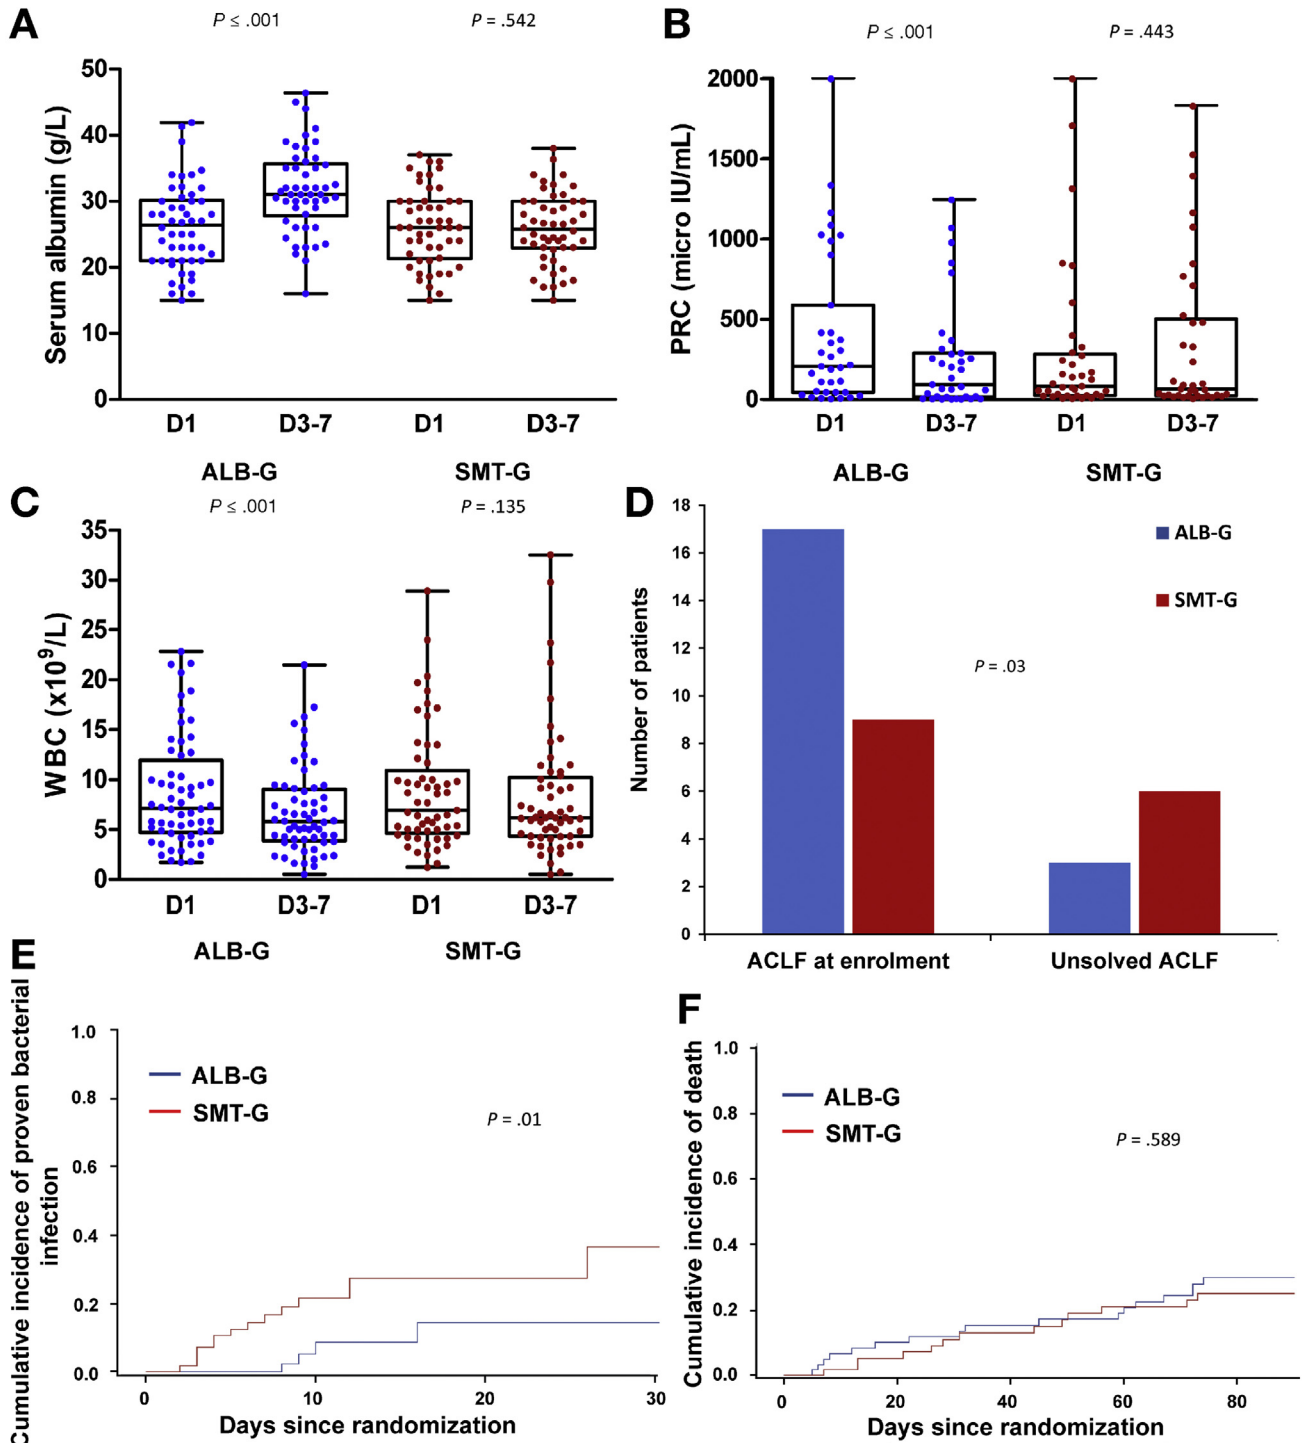 A
P ≤ .001
P = .542
Serum albumin (g/L)
50
40
30
20
10
0
D1
D3-7
D1
D3-7
ALB-G
SMT-G
B
P ≤ .001
P = .443
PRC (micro IU/mL)
2000
1500
1000
500
0
D1
D3-7
D1
D3-7
ALB-G
SMT-G
C
P ≤ .001
P = .135
WBC (x10⁹/L)
35
30
25
20
15
10
5
0
D1
D3-7
D1
D3-7
ALB-G
SMT-G
D
Number of patients
18
16
14
12
10
8
6
4
2
0
ALB-G
SMT-G
P = .03
ACLF at enrolment
Unsolved ACLF
E
Cumulative incidence of proven bacterial
infection
1.0
0.8
0.6
0.4
0.2
0.0
ALB-G
SMT-G
P = .01
0
10
20
30
Days since randomization
F
Cumulative incidence of death
1.0
0.8
0.6
0.4
0.2
0.0
ALB-G
SMT-G
P = .589
0
20
40
60
80
Days since randomization